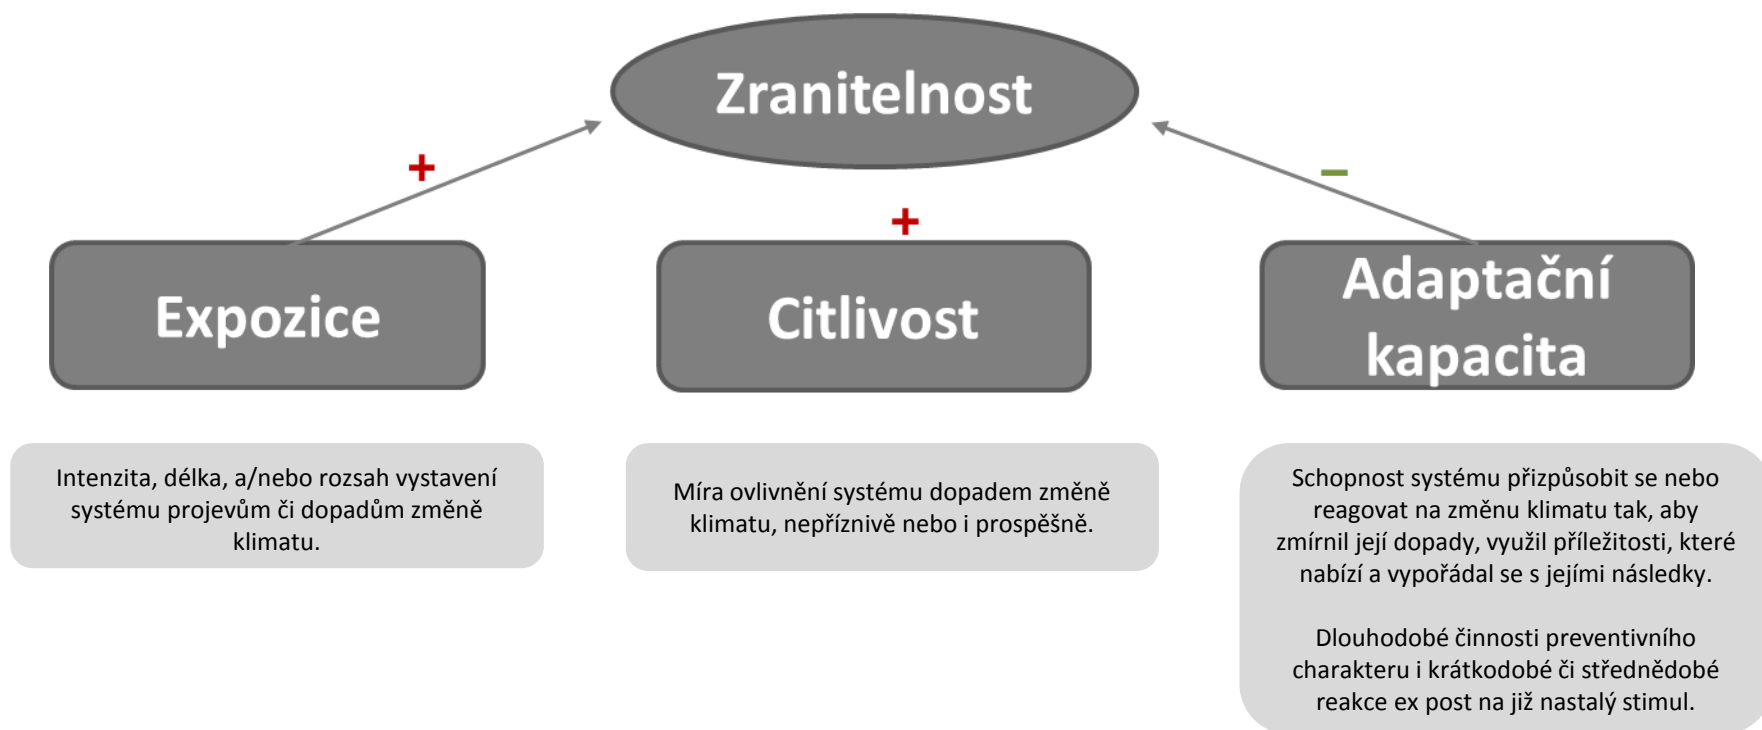 Zranitelnost
+
–
+
Expozice
Citlivost
Adaptační
kapacita
Intenzita, délka, a/nebo rozsah vystavení
systému projevům či dopadům změně
klimatu.
Míra ovlivnění systému dopadem změně
klimatu, nepříznivě nebo i prospěšně.
Schopnost systému přizpůsobit se nebo
reagovat na změnu klimatu tak, aby
zmírnil její dopady, využil příležitosti, které
nabízí a vypořádal se s jejími následky.
Dlouhodobé činnosti preventivního
charakteru i krátkodobé či střednědobé
reakce ex post na již nastalý stimul.